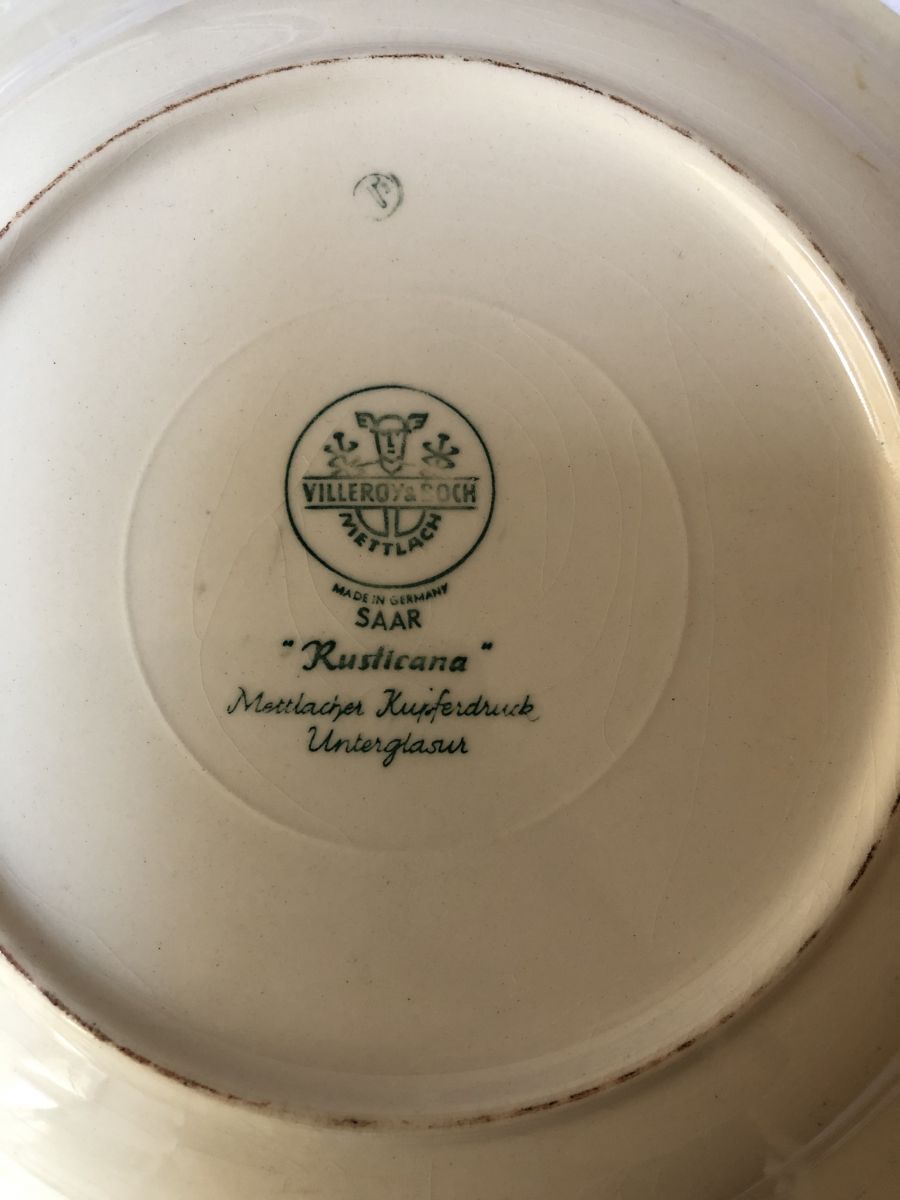 VILLEROY & BOCH
METTLACH
MADE IN GERMANY
SAAR
"Rusticana"
Mettlacher Kupferdruck
Unterglasur